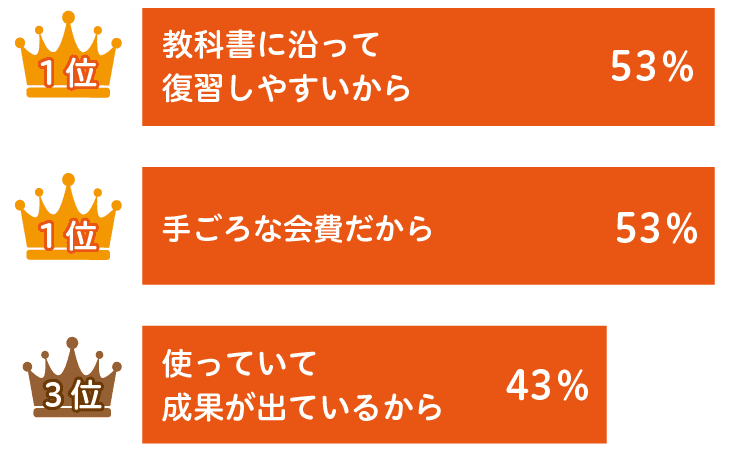 1位
教科書に沿って
復習しやすいから
53%
1位
手ごろな会費だから
53%
3位
使っていて
成果が出ているから
43%